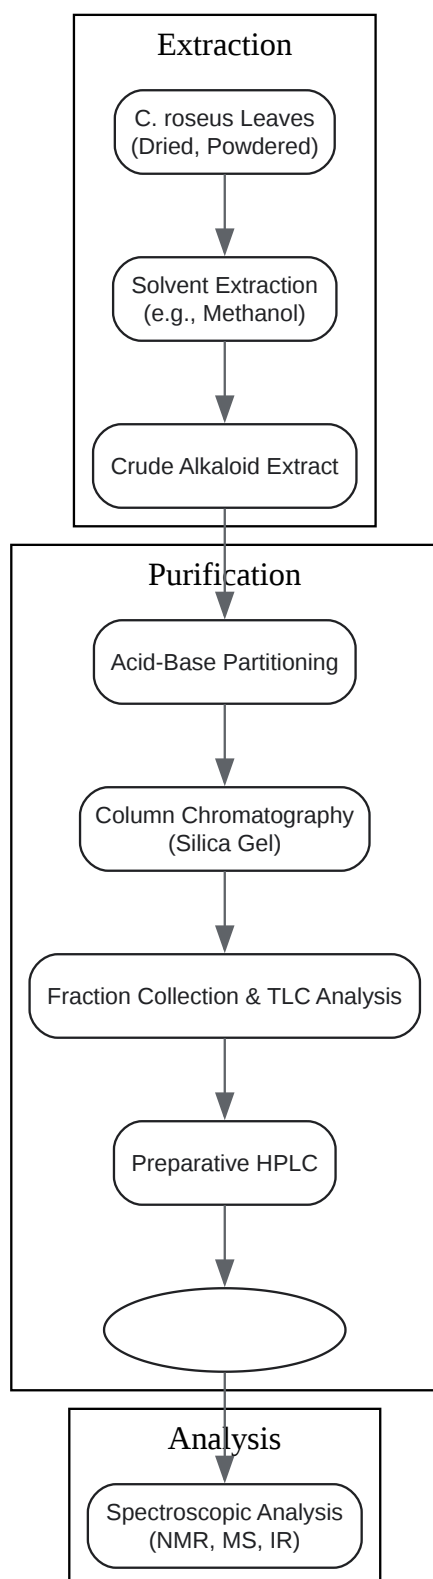 Extraction
C. roseus Leaves
(Dried, Powdered)
Solvent Extraction
(e.g., Methanol)
Crude Alkaloid Extract
Purification
Acid-Base Partitioning
Column Chromatography
(Silica Gel)
Fraction Collection & TLC Analysis
Preparative HPLC
Analysis
Spectroscopic Analysis
(NMR, MS, IR)